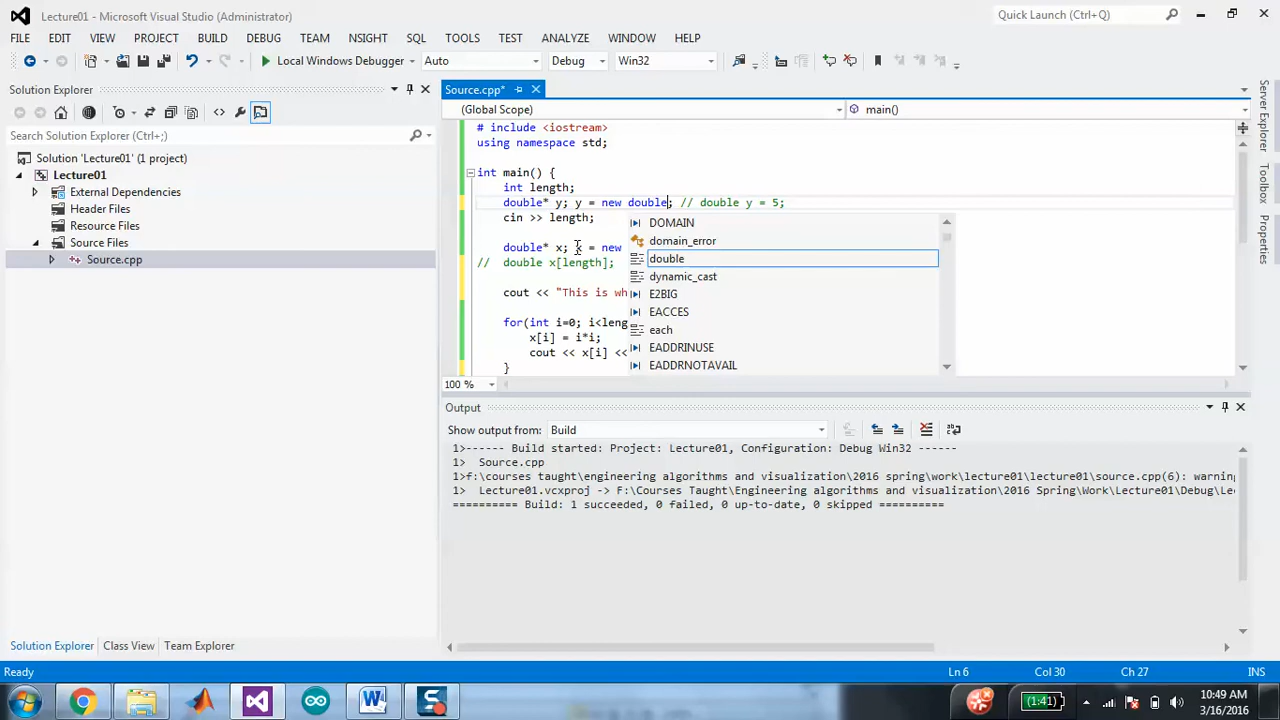 Lecture01 - Microsoft Visual Studio (Administrator)
Quick Launch (Ctrl+Q)
FILE EDIT VIEW PROJECT BUILD DEBUG TEAM NSIGHT SQL TOOLS TEST ANALYZE WINDOW HELP
Local Windows Debugger Auto Debug Win32
Solution Explorer
Search Solution Explorer (Ctrl+;)
Solution 'Lecture01' (1 project)
Lecture01
External Dependencies
Header Files
Resource Files
Source Files
Source.cpp
Solution Explorer Class View Team Explorer
Source.cpp*
(Global Scope) main()
# include <iostream>
using namespace std;
int main() {
int length;
double* y; y = new double; // double y = 5;
cin >> length;
double* x; x = new
// double x[length];
cout << "This is wh
for(int i=0; i<leng
x[i] = i*i;
cout << x[i] <<
}
DOMAIN
domain_error
double
dynamic_cast
E2BIG
EACCES
each
EADDRINUSE
EADDRNOTAVAIL
100 %
Output
Show output from: Build
1>------ Build started: Project: Lecture01, Configuration: Debug Win32 ------
1> Source.cpp
1>f:\courses taught\engineering algorithms and visualization\2016 spring\work\lecture01\lecture01\source.cpp(6): warning
1> Lecture01.vcxproj -> F:\Courses Taught\Engineering algorithms and visualization\2016 Spring\Work\Lecture01\Debug\Le
========== Build: 1 succeeded, 0 failed, 0 up-to-date, 0 skipped ==========
Server Explorer
Toolbox
Ready Ln 6 Col 30 Ch 27 INS
(1:41)
10:49 AM
3/16/2016